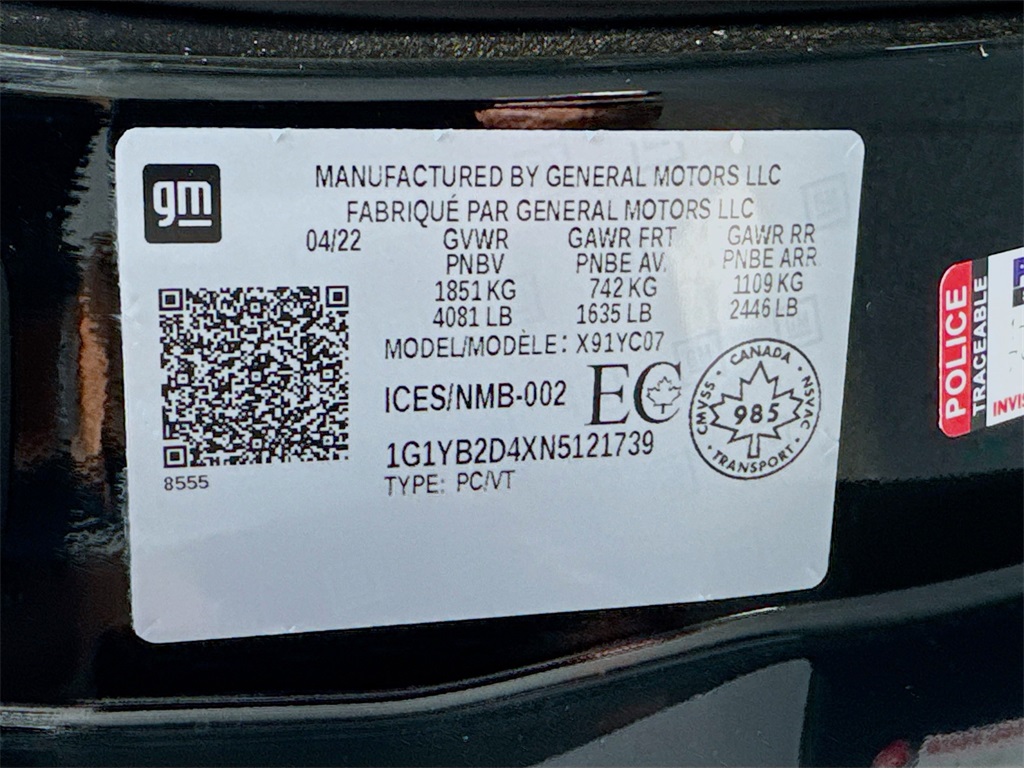 gm
MANUFACTURED BY GENERAL MOTORS LLC
FABRIQUÉ PAR GENERAL MOTORS LLC
04/22 GVWR GAWR FRT GAWR RR
PNBV PNBE AV. PNBE ARR
1851 KG 742 KG 1109 KG
4081 LB 1635 LB 2446 LB
MODEL/MODÈLE: X91YC07
ICES/NMB-002 EC
1G1YB2D4XN5121739
TYPE: PC/VT
8555
CANADA
CMVSS · NSVAC
985
TRANSPORT
POLICE
TRACEABLE